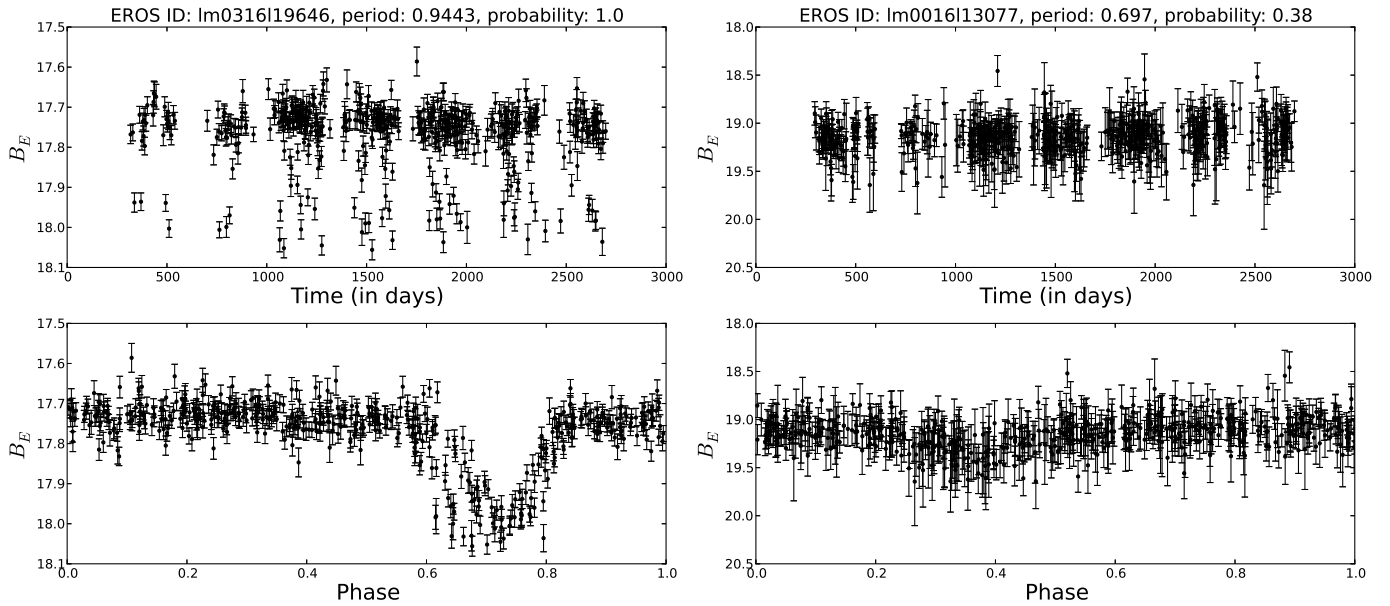 EROS ID: lm0316l19646, period: 0.9443, probability: 1.0
17.5
17.6
17.7
17.8
17.9
18.0
18.1
B_E
0 500 1000 1500 2000 2500 3000
Time (in days)
17.5
17.6
17.7
17.8
17.9
18.0
18.1
B_E
0.0 0.2 0.4 0.6 0.8 1.0
Phase
EROS ID: lm0016l13077, period: 0.697, probability: 0.38
18.0
18.5
19.0
19.5
20.0
20.5
B_E
0 500 1000 1500 2000 2500 3000
Time (in days)
18.0
18.5
19.0
19.5
20.0
20.5
B_E
0.0 0.2 0.4 0.6 0.8 1.0
Phase